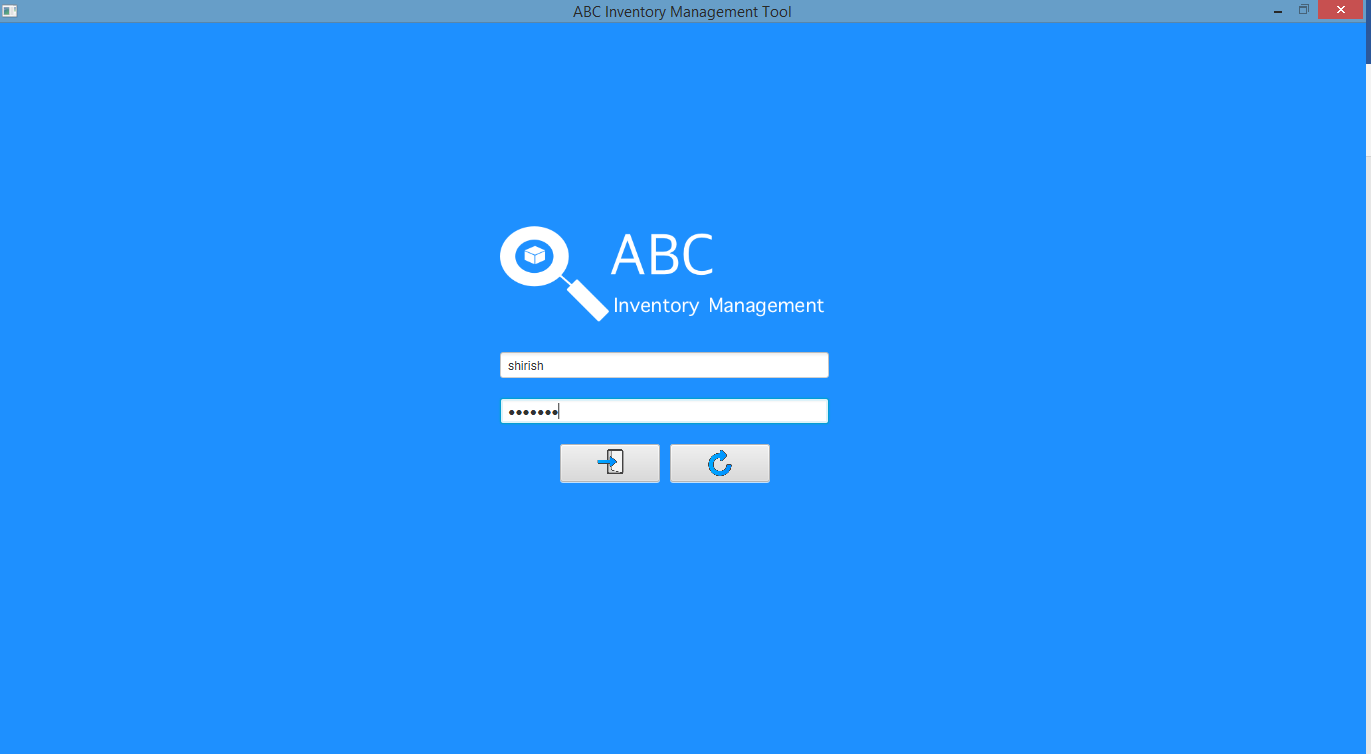 ABC Inventory Management Tool
ABC
Inventory Management
shirish
•••••••